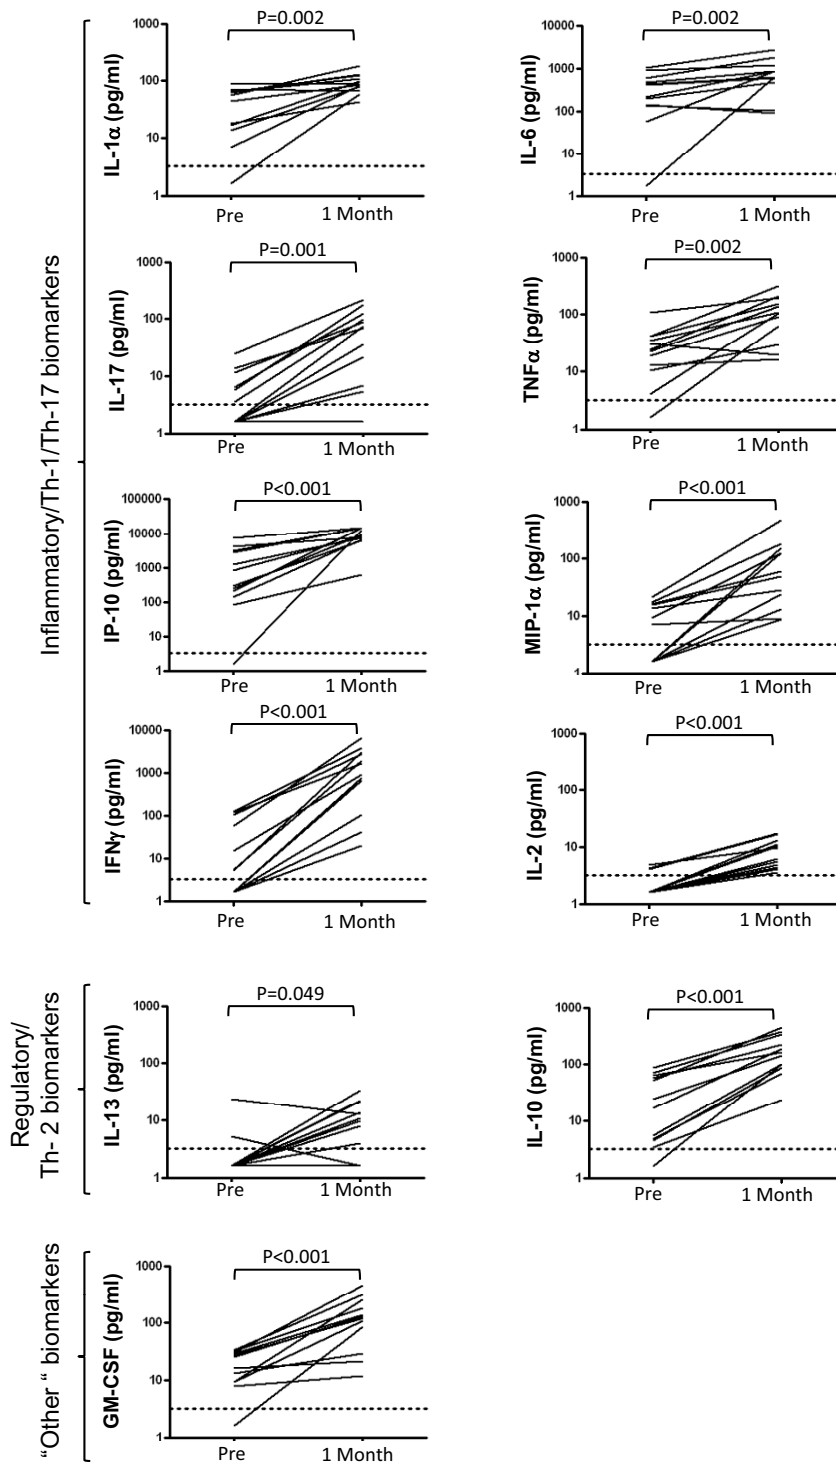 Inflammatory/Th-1/Th-17 biomarkers
P=0.002
IL-1α (pg/ml)
1000
100
10
1
Pre
1 Month
P=0.002
IL-6 (pg/ml)
10000
1000
100
10
1
Pre
1 Month
P=0.001
IL-17 (pg/ml)
1000
100
10
1
Pre
1 Month
P=0.002
TNFα (pg/ml)
1000
100
10
1
Pre
1 Month
P<0.001
IP-10 (pg/ml)
100000
10000
1000
100
10
1
Pre
1 Month
P<0.001
MIP-1α (pg/ml)
1000
100
10
1
Pre
1 Month
P<0.001
IFNγ (pg/ml)
10000
1000
100
10
1
Pre
1 Month
P<0.001
IL-2 (pg/ml)
1000
100
10
1
Pre
1 Month
Regulatory/
Th- 2 biomarkers
P=0.049
IL-13 (pg/ml)
1000
100
10
1
Pre
1 Month
P<0.001
IL-10 (pg/ml)
1000
100
10
1
Pre
1 Month
"Other “ biomarkers
P<0.001
GM-CSF (pg/ml)
1000
100
10
1
Pre
1 Month